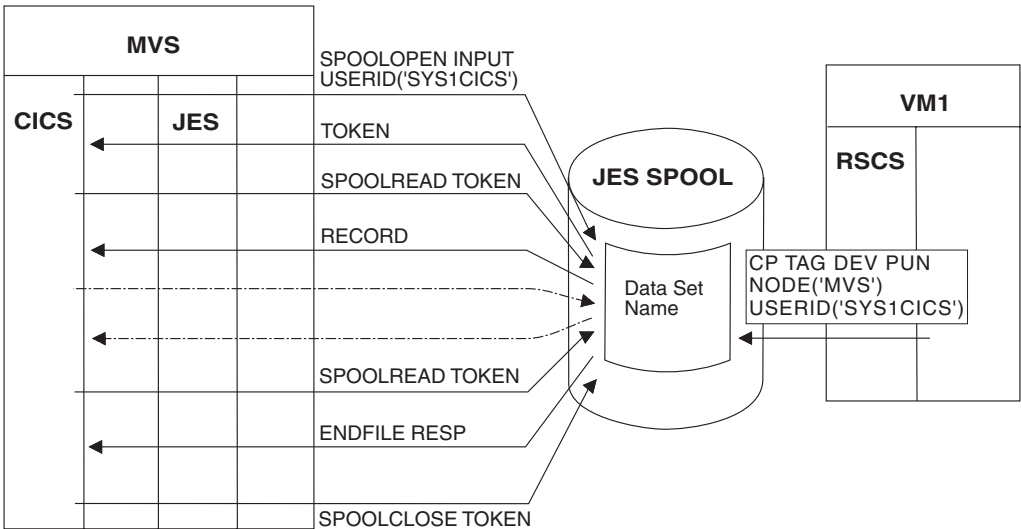 MVS
CICS
JES
SPOOLOPEN INPUT
USERID('SYS1CICS')
TOKEN
SPOOLREAD TOKEN
RECORD
SPOOLREAD TOKEN
ENDFILE RESP
SPOOLCLOSE TOKEN
JES SPOOL
Data Set
Name
VM1
RSCS
CP TAG DEV PUN
NODE('MVS')
USERID('SYS1CICS')